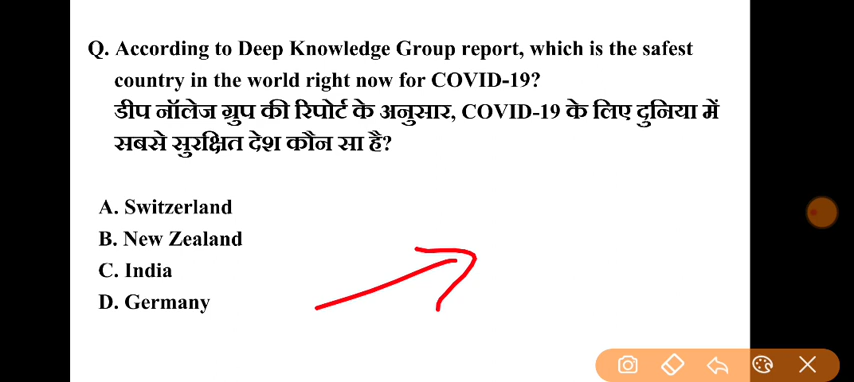 Q. According to Deep Knowledge Group report, which is the safest
country in the world right now for COVID-19?
डीप नॉलेज ग्रुप की रिपोर्ट के अनुसार, COVID-19 के लिए दुनिया में
सबसे सुरक्षित देश कौन सा है?
A. Switzerland
B. New Zealand
C. India
D. Germany